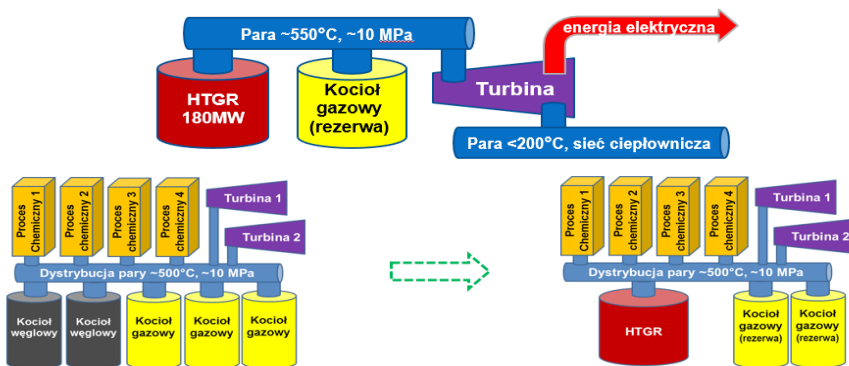 Para ~550°C, ~10 MPa
energia elektryczna
HTGR
180MW
Kocioł
gazowy
(rezerwa)
Turbina
Para <200°C, sieć ciepłownicza
Proces
chemiczny 1
Proces
chemiczny 2
Proces
chemiczny 3
Proces
chemiczny 4
Turbina 1
Turbina 2
Dystrybucja pary ~500°C, ~10 MPa
Kocioł
węglowy
Kocioł
węglowy
Kocioł
gazowy
Kocioł
gazowy
Kocioł
gazowy
Proces
chemiczny 1
Proces
chemiczny 2
Proces
chemiczny 3
Proces
chemiczny 4
Turbina 1
Turbina 2
Dystrybucja pary ~500°C, ~10 MPa
HTGR
Kocioł
gazowy
(rezerwa)
Kocioł
gazowy
(rezerwa)